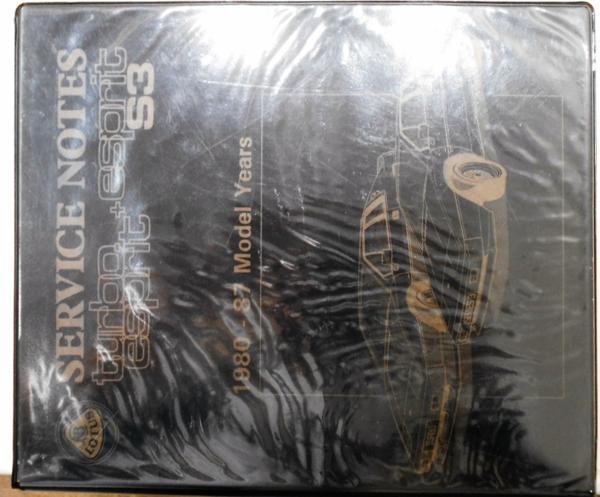 SERVICE NOTES
turbo esprit + esprit S3
1980 - 87 Model Years
LOTUS